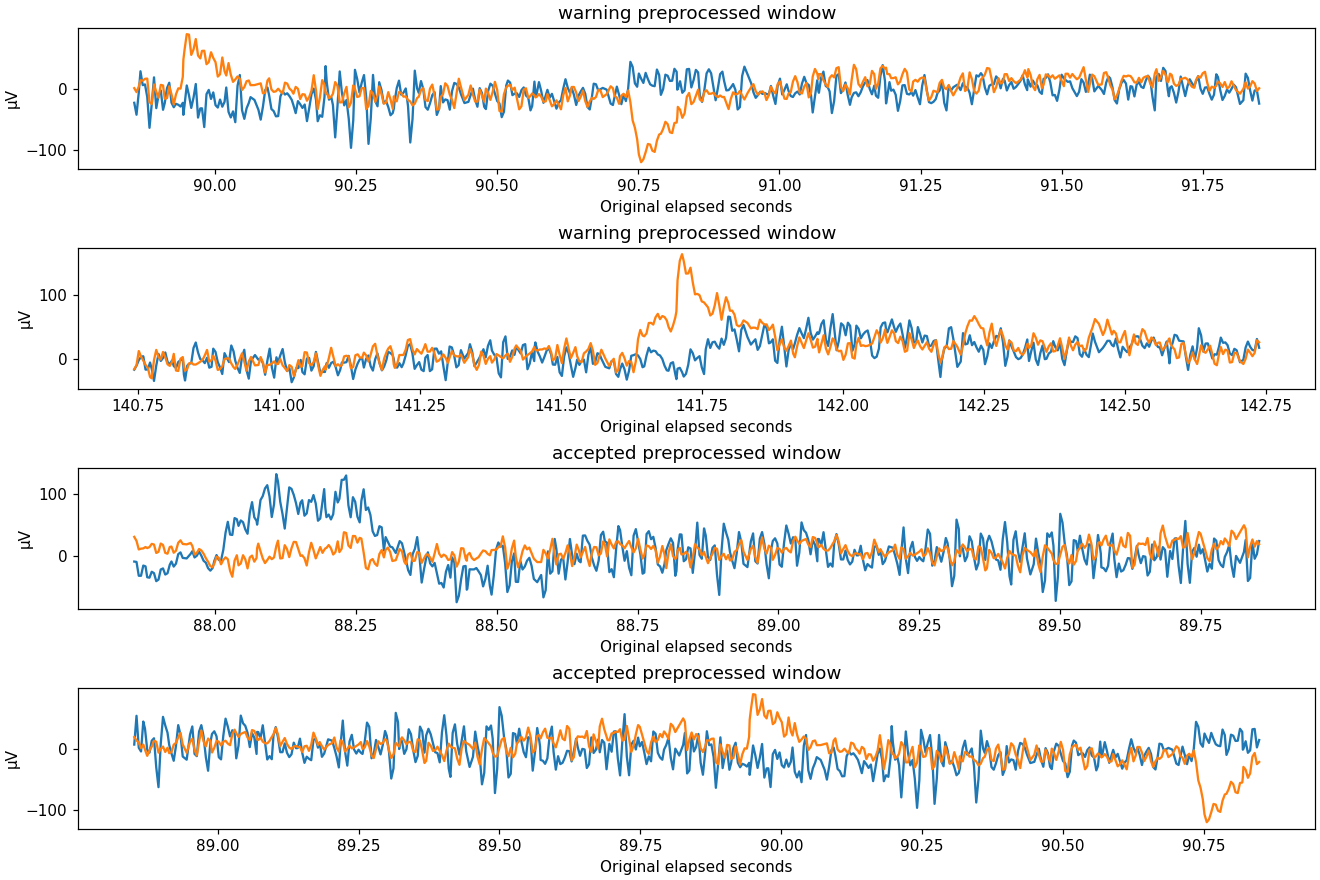 warning preprocessed window
0
−100
µV
90.00 90.25 90.50 90.75 91.00 91.25 91.50 91.75
Original elapsed seconds
warning preprocessed window
100
0
µV
140.75 141.00 141.25 141.50 141.75 142.00 142.25 142.50 142.75
Original elapsed seconds
accepted preprocessed window
100
0
µV
88.00 88.25 88.50 88.75 89.00 89.25 89.50 89.75
Original elapsed seconds
accepted preprocessed window
0
−100
µV
89.00 89.25 89.50 89.75 90.00 90.25 90.50 90.75
Original elapsed seconds